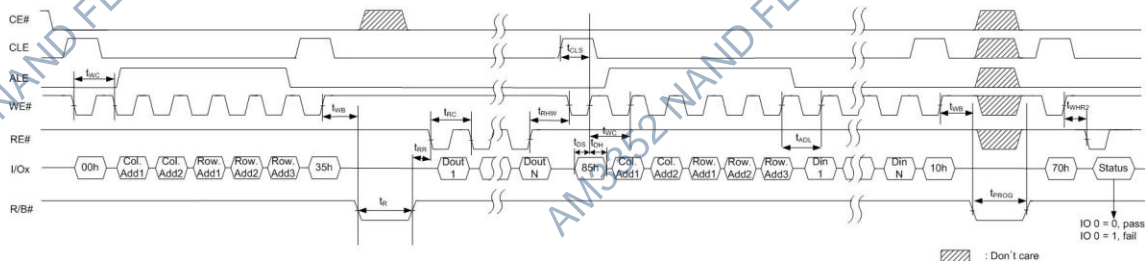 CE#
CLE
tCLS
ALE
tWC
WE#
tWB
tRC
tRHW
tWC
tADL
tWB
tWHR2
RE#
tRR
tDS
tDH
I/Ox
00h
Col. Add1
Col. Add2
Row. Add1
Row. Add2
Row. Add3
35h
Dout 1
Dout N
85h
Col. Add1
Col. Add2
Row. Add1
Row. Add2
Row. Add3
Din 1
Din N
10h
70h
Status
R/B#
tR
tPROG
IO 0 = 0, pass
IO 0 = 1, fail
: Don´t care
NAND FL
AM3352 NAND FLE